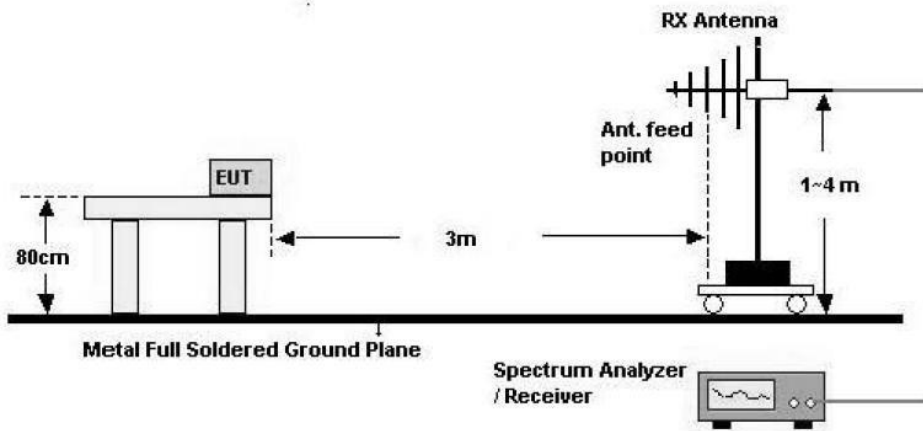 RX Antenna
Ant. feed
point
EUT
1~4 m
3m
80cm
Metal Full Soldered Ground Plane
Spectrum Analyzer
/ Receiver